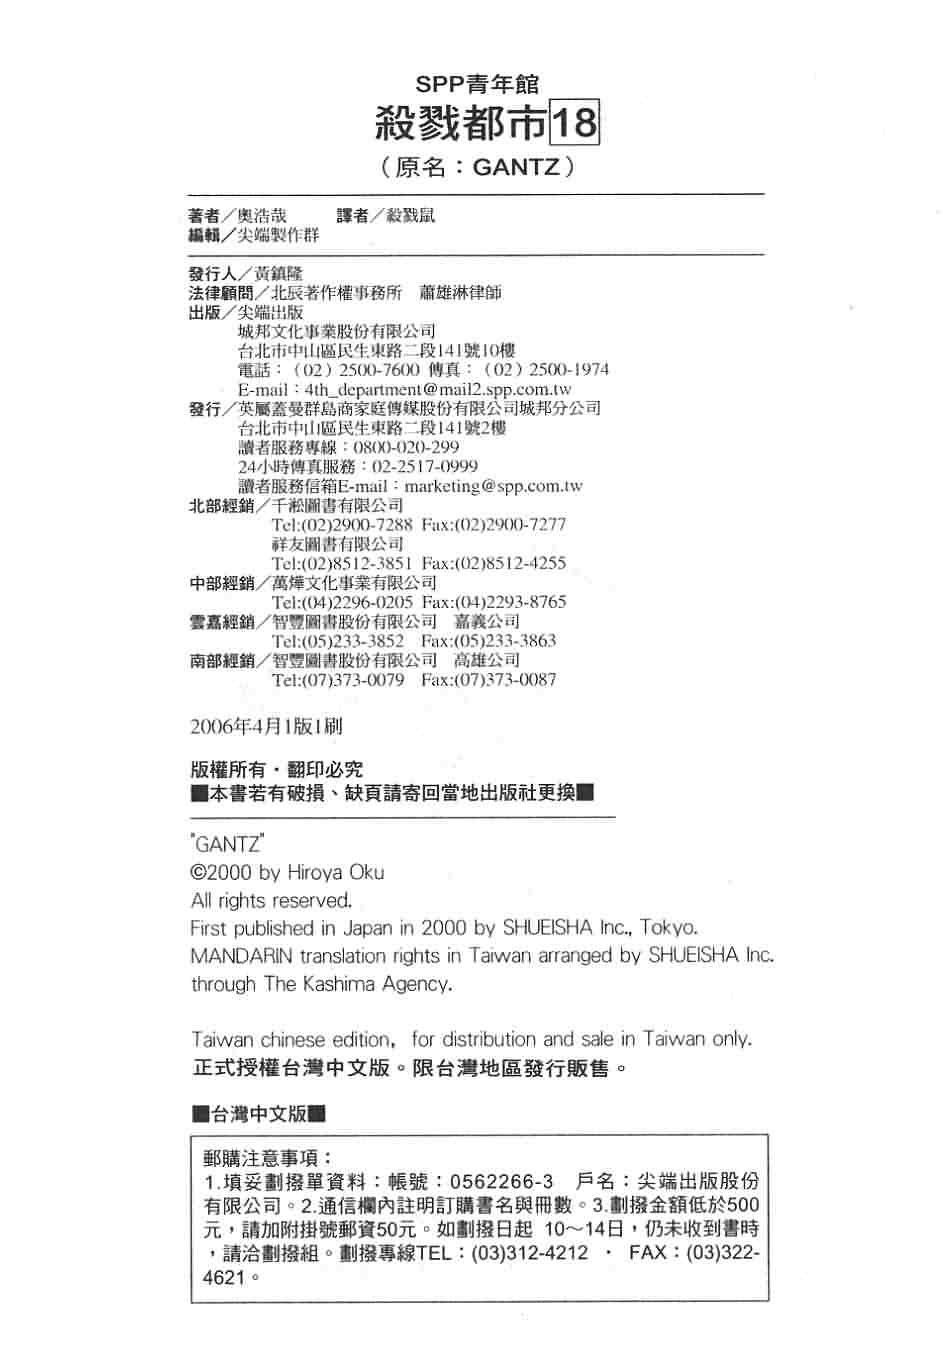 SPP青年館
殺戮都市18
（原名：GANTZ）
著者／奧浩哉　譯者／殺戮鼠
編輯／尖端製作群
發行人／黃鎮隆
法律顧問／北辰著作權事務所　蕭雄淋律師
出版／尖端出版
城邦文化事業股份有限公司
台北市中山區民生東路二段141號10樓
電話：（02）2500-7600 傳真：（02）2500-1974
E-mail：4th_department@mail2.spp.com.tw
發行／英屬蓋曼群島商家庭傳媒股份有限公司城邦分公司
台北市中山區民生東路二段141號2樓
讀者服務專線：0800-020-299
24小時傳真服務：02-2517-0999
讀者服務信箱E-mail：marketing@spp.com.tw
北部經銷／千淞圖書有限公司
Tel:(02)2900-7288 Fax:(02)2900-7277
祥友圖書有限公司
Tel:(02)8512-3851 Fax:(02)8512-4255
中部經銷／萬燁文化事業有限公司
Tel:(04)2296-0205 Fax:(04)2293-8765
雲嘉經銷／智豐圖書股份有限公司　嘉義公司
Tel:(05)233-3852　Fax:(05)233-3863
南部經銷／智豐圖書股份有限公司　高雄公司
Tel:(07)373-0079　Fax:(07)373-0087
2006年4月1版1刷
版權所有・翻印必究
■本書若有破損、缺頁請寄回當地出版社更換■
"GANTZ"
©2000 by Hiroya Oku
All rights reserved.
First published in Japan in 2000 by SHUEISHA Inc., Tokyo.
MANDARIN translation rights in Taiwan arranged by SHUEISHA Inc.
through The Kashima Agency.
Taiwan chinese edition, for distribution and sale in Taiwan only.
正式授權台灣中文版。限台灣地區發行販售。
■台灣中文版■
郵購注意事項：
1.填妥劃撥單資料：帳號：0562266-3　戶名：尖端出版股份
有限公司。2.通信欄內註明訂購書名與冊數。3.劃撥金額低於500
元，請加附掛號郵資50元。如劃撥日起 10～14日，仍未收到書時
，請洽劃撥組。劃撥專線TEL：(03)312-4212 ・ FAX：(03)322-
4621。